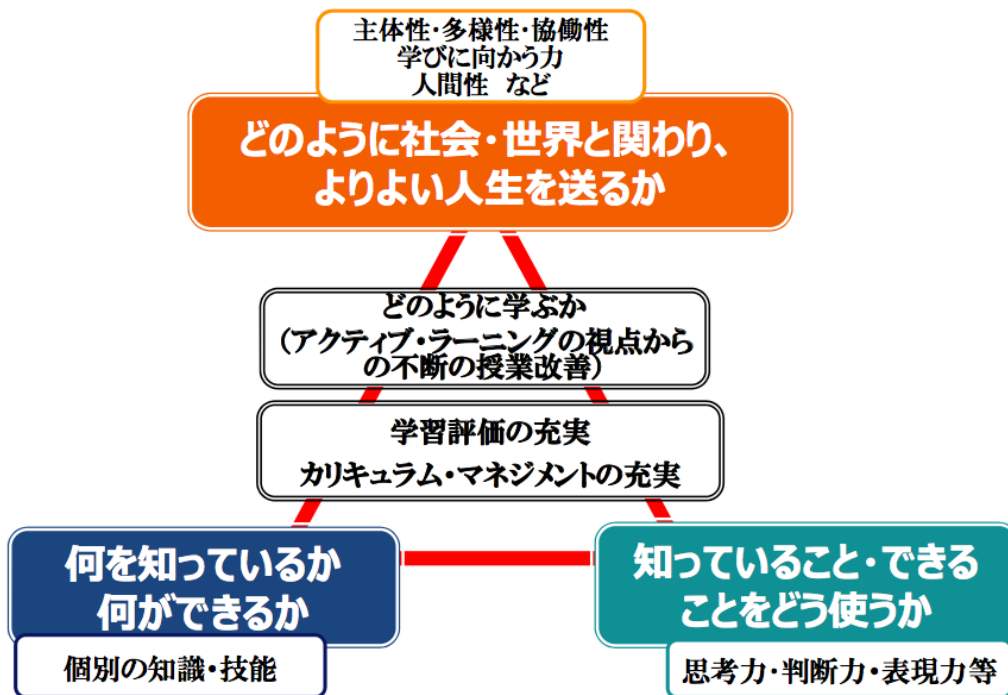 主体性・多様性・協働性
学びに向かう力
人間性　など
どのように社会・世界と関わり、
よりよい人生を送るか
どのように学ぶか
（アクティブ・ラーニングの視点から
の不断の授業改善）
学習評価の充実
カリキュラム・マネジメントの充実
何を知っているか
何ができるか
個別の知識・技能
知っていること・できる
ことをどう使うか
思考力・判断力・表現力等